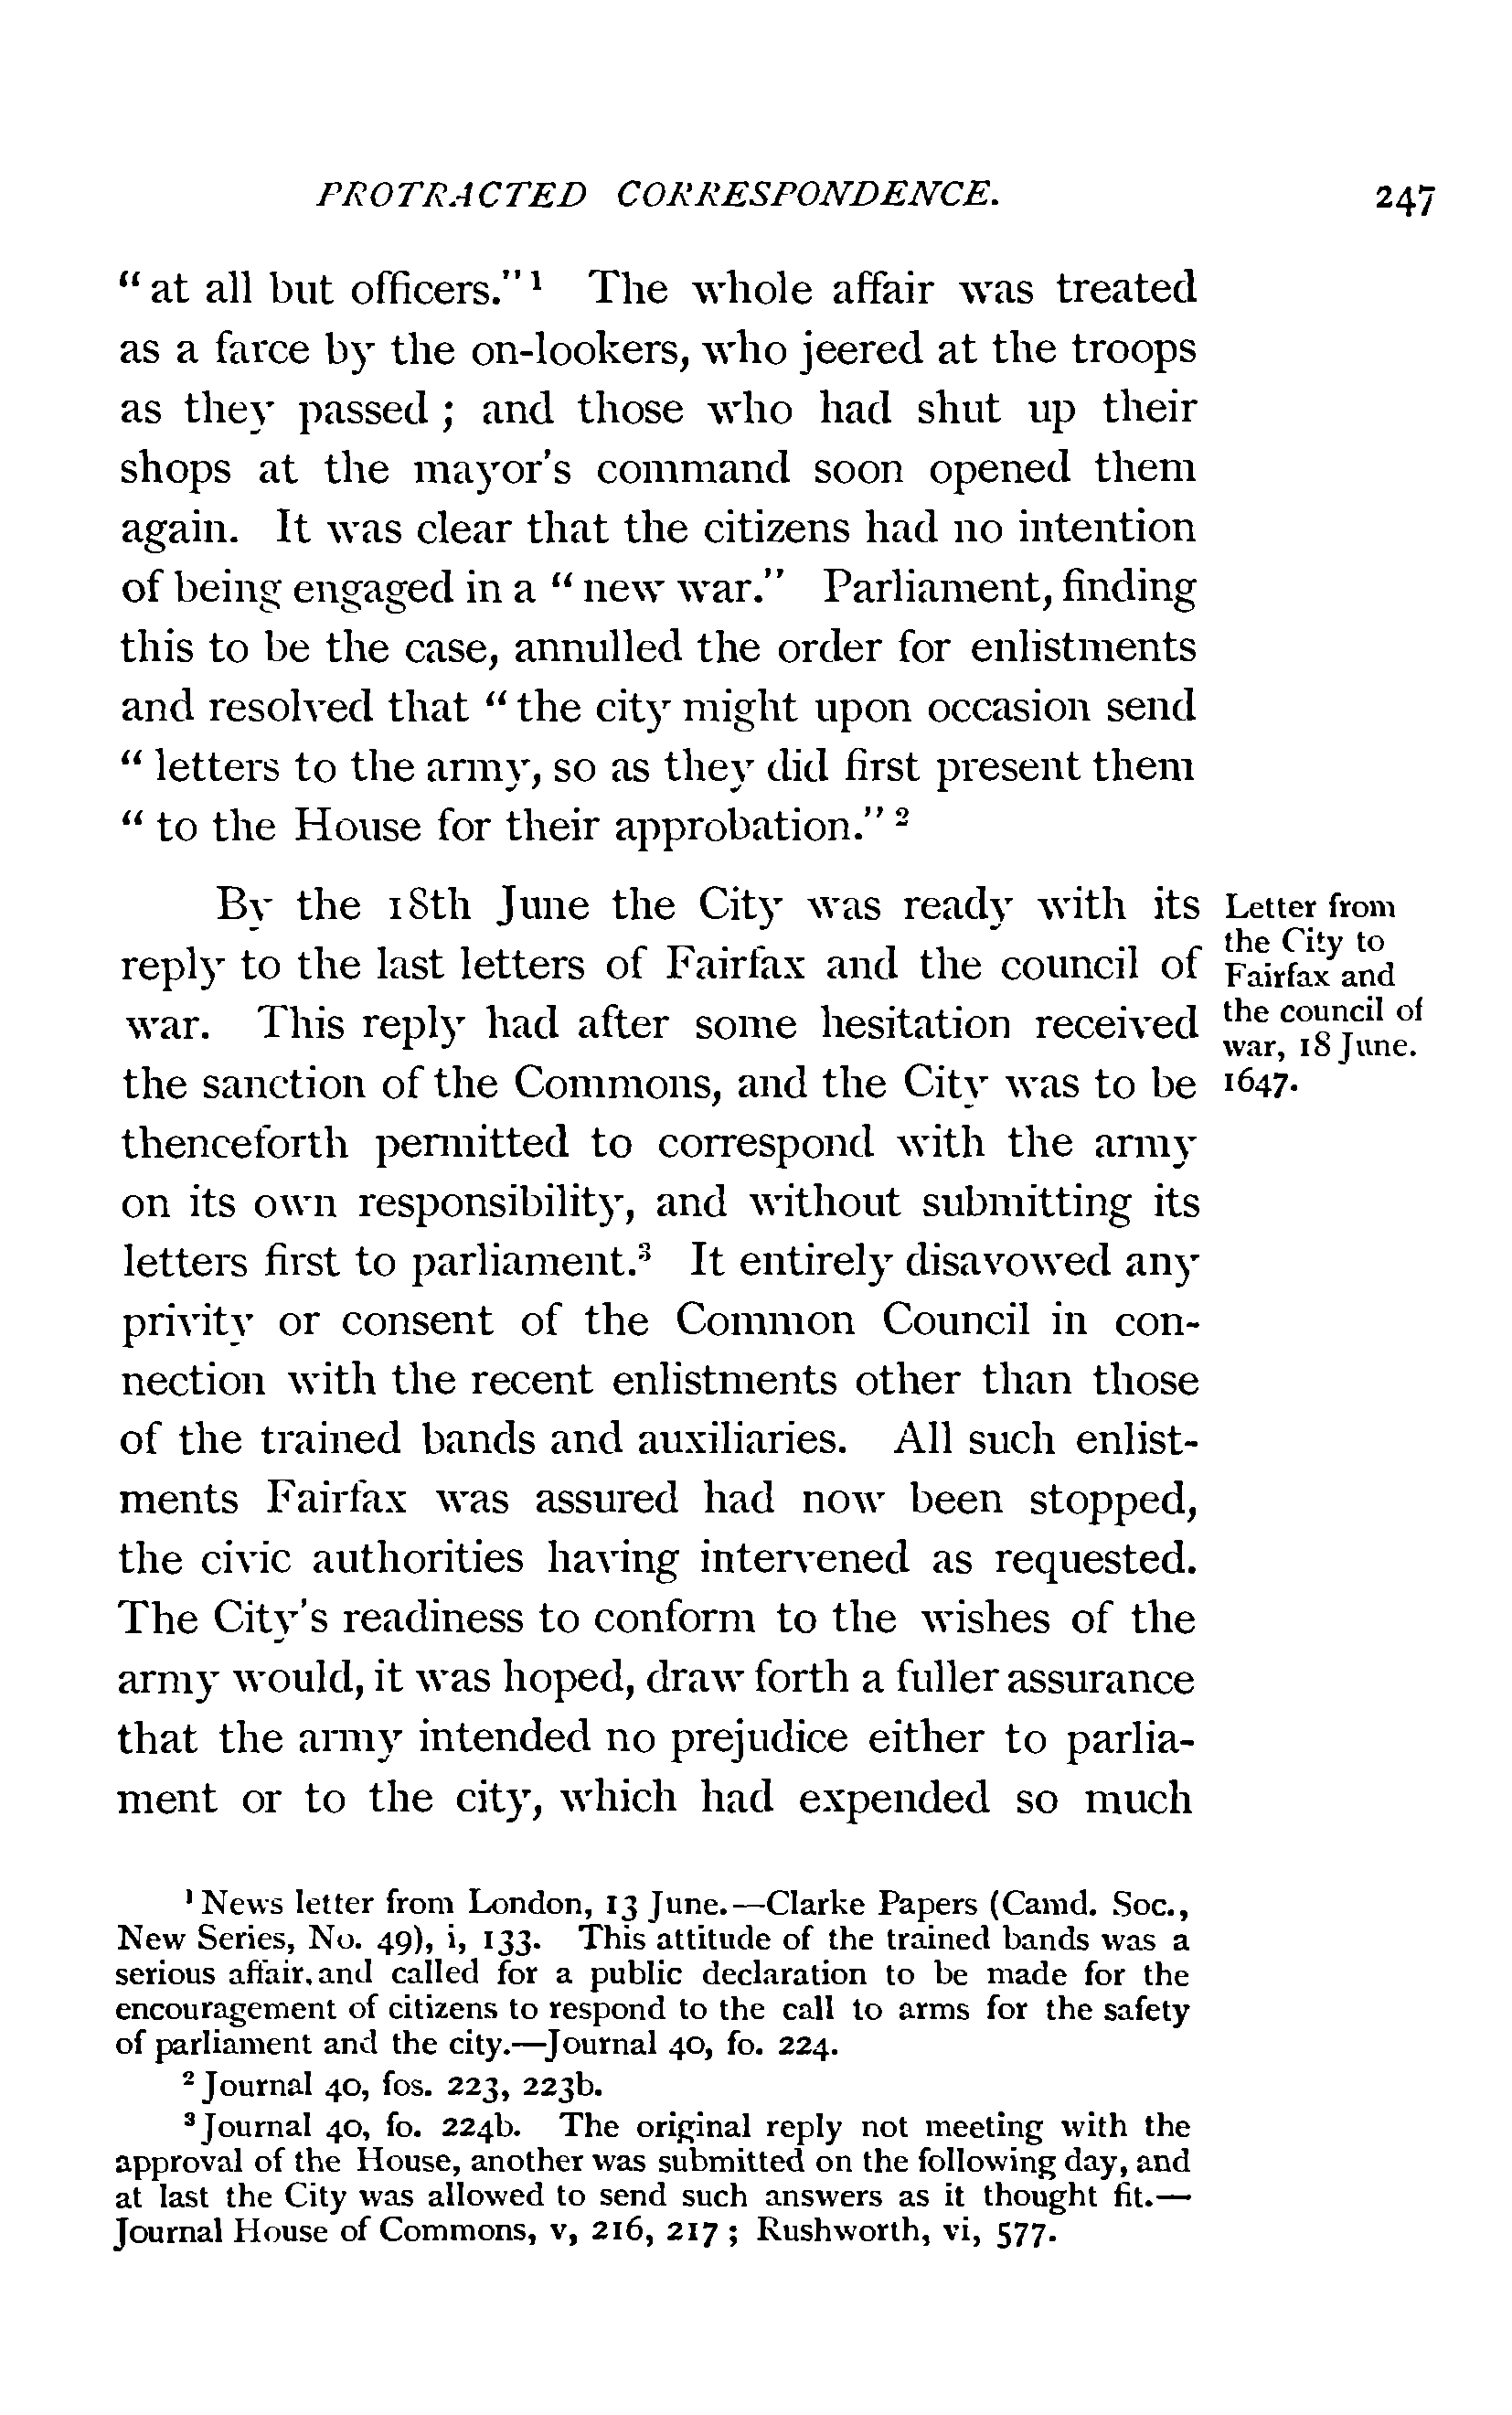 PROTRACTED CORRESPONDENCE. 247
“at all but officers.”¹ The whole affair was treated
as a farce by the on-lookers, who jeered at the troops
as they passed ; and those who had shut up their
shops at the mayor's command soon opened them
again. It was clear that the citizens had no intention
of being engaged in a “ new war.” Parliament, finding
this to be the case, annulled the order for enlistments
and resolved that “ the city might upon occasion send
“ letters to the army, so as they did first present them
“ to the House for their approbation.” ²
By the 18th June the City was ready with its
reply to the last letters of Fairfax and the council of
war. This reply had after some hesitation received
the sanction of the Commons, and the City was to be
thenceforth permitted to correspond with the army
on its own responsibility, and without submitting its
letters first to parliament.³ It entirely disavowed any
privity or consent of the Common Council in con-
nection with the recent enlistments other than those
of the trained bands and auxiliaries. All such enlist-
ments Fairfax was assured had now been stopped,
the civic authorities having intervened as requested.
The City's readiness to conform to the wishes of the
army would, it was hoped, draw forth a fuller assurance
that the army intended no prejudice either to parlia-
ment or to the city, which had expended so much
Letter from
the City to
Fairfax and
the council of
war, 18 June.
1647.
¹ News letter from London, 13 June.—Clarke Papers (Camd. Soc.,
New Series, No. 49), i, 133. This attitude of the trained bands was a
serious affair, and called for a public declaration to be made for the
encouragement of citizens to respond to the call to arms for the safety
of parliament and the city.—Journal 40, fo. 224.
² Journal 40, fos. 223, 223b.
³ Journal 40, fo. 224b. The original reply not meeting with the
approval of the House, another was submitted on the following day, and
at last the City was allowed to send such answers as it thought fit.—
Journal House of Commons, v, 216, 217 ; Rushworth, vi, 577.